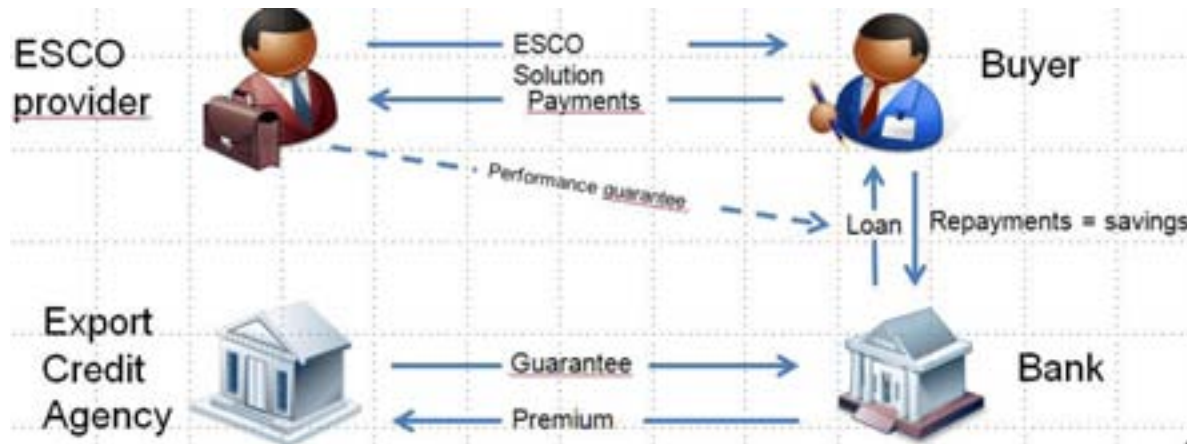 ESCO
provider
ESCO
Solution
Payments
Buyer
Performance guarantee
Loan
Repayments = savings
Export
Credit
Agency
Guarantee
Premium
Bank